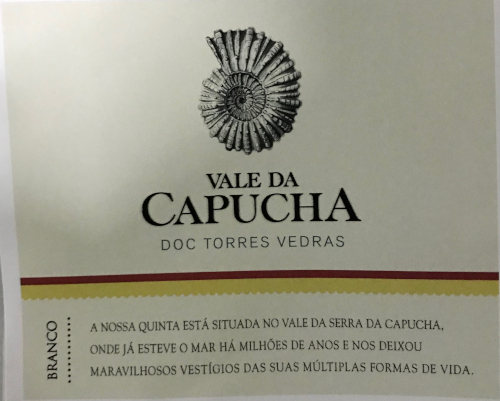 VALE DA
CAPUCHA
DOC TORRES VEDRAS
BRANCO
A NOSSA QUINTA ESTÁ SITUADA NO VALE DA SERRA DA CAPUCHA,
ONDE JÁ ESTEVE O MAR HÁ MILHÕES DE ANOS E NOS DEIXOU
MARAVILHOSOS VESTÍGIOS DAS SUAS MÚLTIPLAS FORMAS DE VIDA.